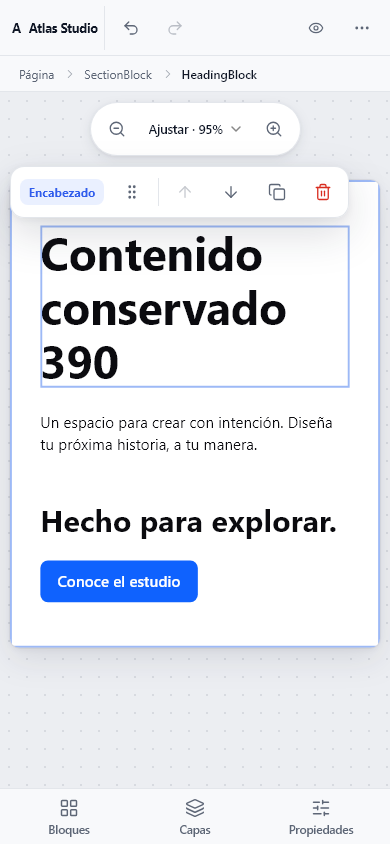 A Atlas Studio
Página SectionBlock HeadingBlock
Ajustar · 95%
Encabezado
Contenido
conservado
390
Un espacio para crear con intención. Diseña
tu próxima historia, a tu manera.
Hecho para explorar.
Conoce el estudio
Bloques Capas Propiedades